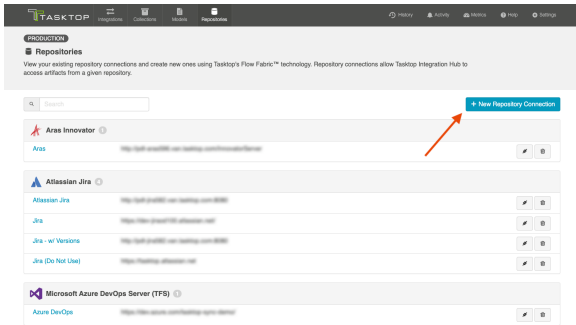 TASKTOP
Integrations
Collections
Models
Repositories
History
Activity
Metrics
Help
Settings
PRODUCTION
Repositories
View your existing repository connections and create new ones using Tasktop's Flow Fabric™ technology. Repository connections allow Tasktop Integration Hub to
access artifacts from a given repository.
Search
+ New Repository Connection
Aras Innovator 1
Aras
Atlassian Jira 4
Atlassian Jira
Jira
Jira - w/ Versions
Jira (Do Not Use)
Microsoft Azure DevOps Server (TFS) 1
Azure DevOps